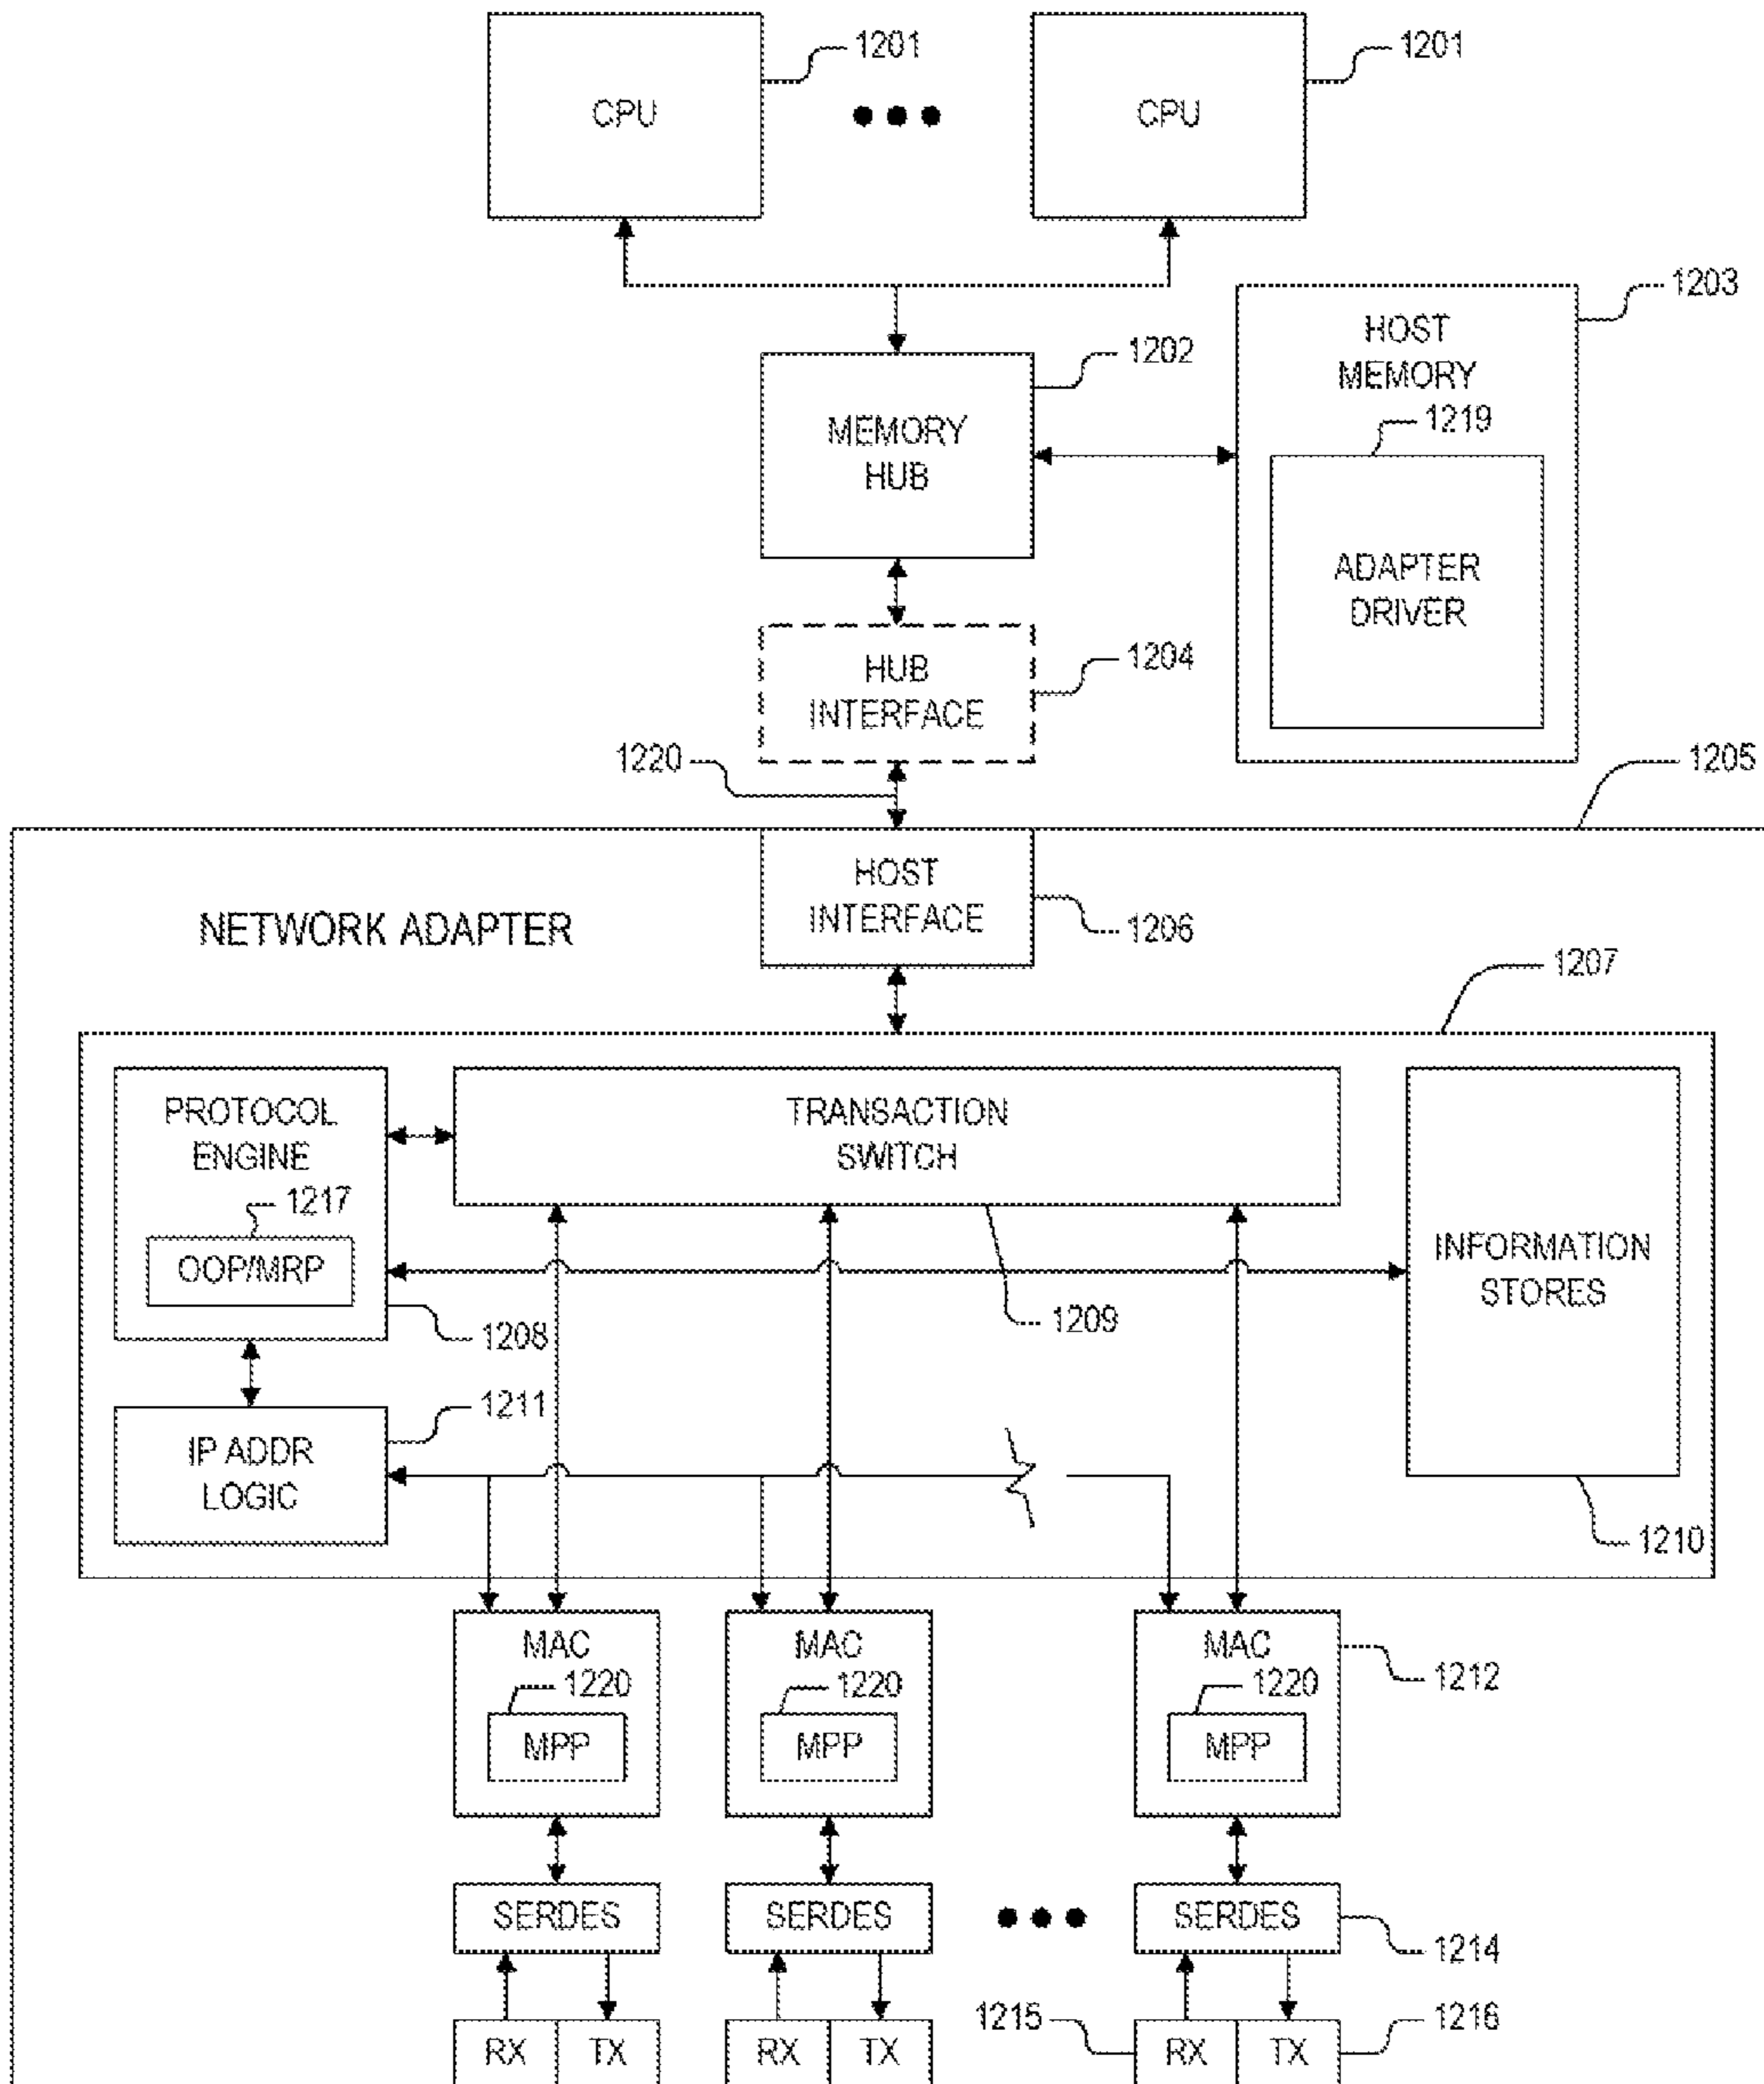 1201
1201
CPU
CPU
1203
HOST
MEMORY
1202
1219
MEMORY
HUB
ADAPTER
DRIVER
1204
HUB
INTERFACE
1220
1205
HOST
INTERFACE
NETWORK ADAPTER
1206
1207
PROTOCOL
ENGINE
TRANSACTION
SWITCH
1217
OOP/MRP
INFORMATION
STORES
1208
1209
1211
IP ADDR
LOGIC
1210
MAC
MAC
MAC
1212
1220
1220
1220
MPP
MPP
MPP
SERDES
SERDES
SERDES
1214
1215
1216
RX
TX
RX
TX
RX
TX